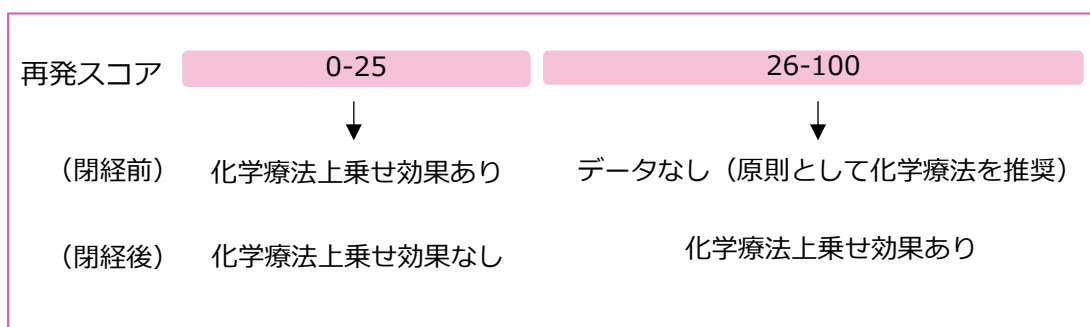 再発スコア 0-25 26-100
（閉経前） 化学療法上乗せ効果あり データなし（原則として化学療法を推奨）
（閉経後） 化学療法上乗せ効果なし 化学療法上乗せ効果あり